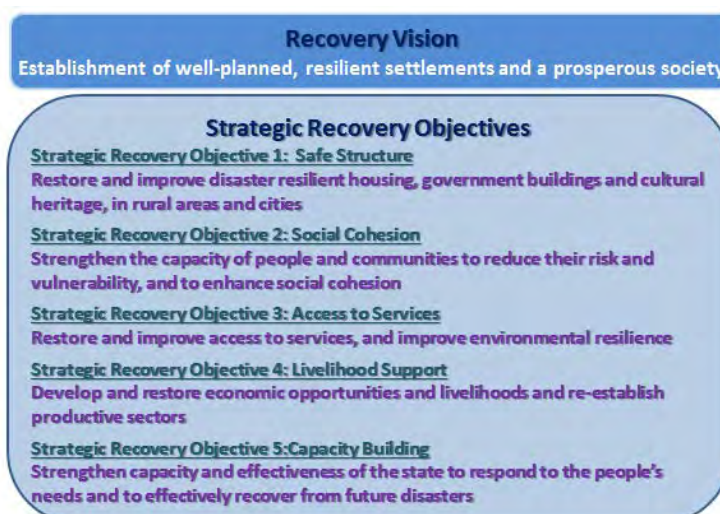 Recovery Vision
Establishment of well-planned, resilient settlements and a prosperous society
Strategic Recovery Objectives
Strategic Recovery Objective 1: Safe Structure
Restore and improve disaster resilient housing, government buildings and cultural
heritage, in rural areas and cities
Strategic Recovery Objective 2: Social Cohesion
Strengthen the capacity of people and communities to reduce their risk and
vulnerability, and to enhance social cohesion
Strategic Recovery Objective 3: Access to Services
Restore and improve access to services, and improve environmental resilience
Strategic Recovery Objective 4: Livelihood Support
Develop and restore economic opportunities and livelihoods and re-establish
productive sectors
Strategic Recovery Objective 5:Capacity Building
Strengthen capacity and effectiveness of the state to respond to the people's
needs and to effectively recover from future disasters